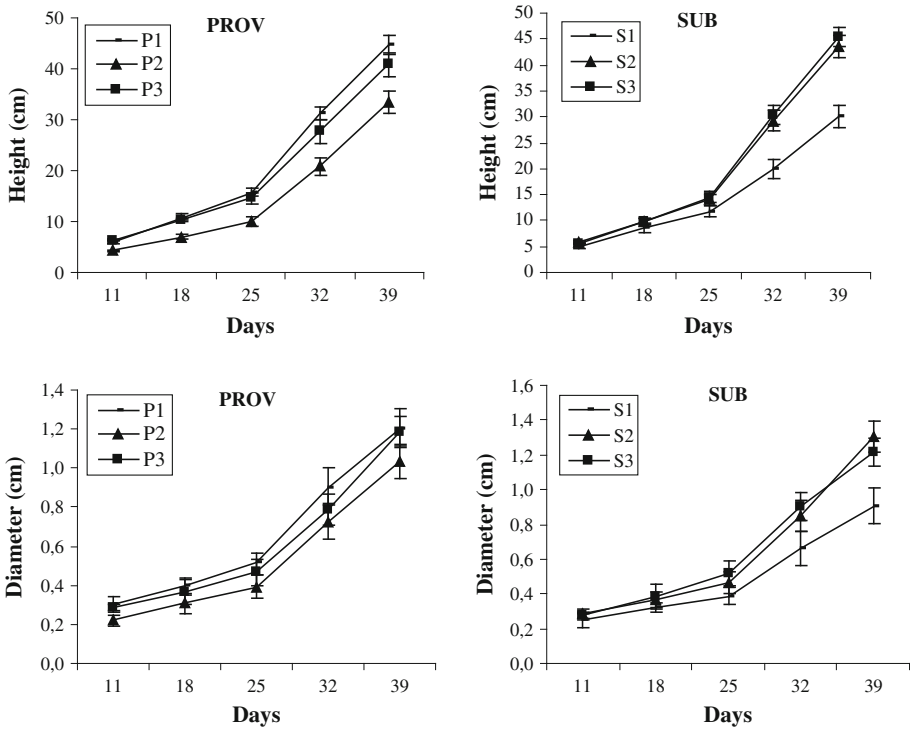 PROV
Height (cm)
50
40
30
20
10
0
P1
P2
P3
11 18 25 32 39
Days
SUB
Height (cm)
50
45
40
35
30
25
20
15
10
5
0
S1
S2
S3
11 18 25 32 39
Days
PROV
Diameter (cm)
1,4
1,2
1,0
0,8
0,6
0,4
0,2
0,0
P1
P2
P3
11 18 25 32 39
Days
SUB
Diameter (cm)
1,6
1,4
1,2
1,0
0,8
0,6
0,4
0,2
0,0
S1
S2
S3
11 18 25 32 39
Days